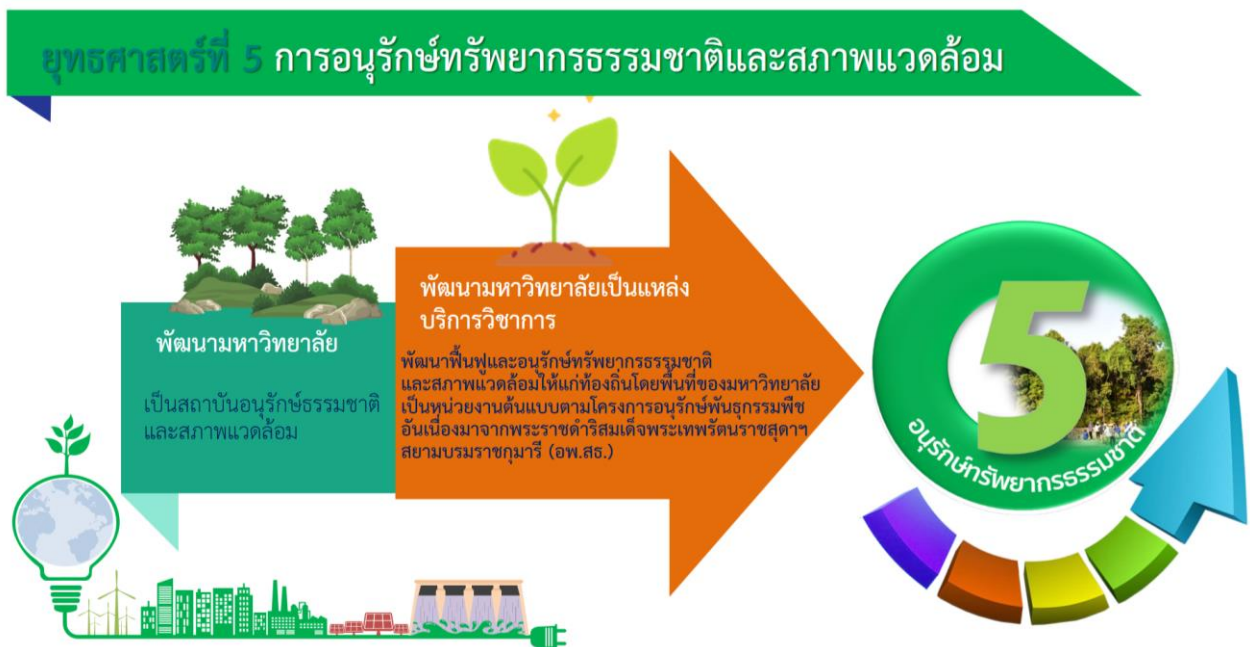 ยุทธศาสตร์ที่ 5 การอนุรักษ์ทรัพยากรธรรมชาติและสภาพแวดล้อม
พัฒนามหาวิทยาลัย
เป็นสถาบันอนุรักษ์ธรรมชาติ
และสภาพแวดล้อม
พัฒนามหาวิทยาลัยเป็นแหล่ง
บริการวิชาการ
พัฒนาฟื้นฟูและอนุรักษ์ทรัพยากรธรรมชาติ
และสภาพแวดล้อมให้แก่ท้องถิ่นโดยพื้นที่ของมหาวิทยาลัย
เป็นหน่วยงานต้นแบบตามโครงการอนุรักษ์พันธุกรรมพืช
อันเนื่องมาจากพระราชดำริสมเด็จพระเทพรัตนราชสุดาฯ
สยามบรมราชกุมารี (อพ.สธ.)
5
อนุรักษ์ทรัพยากรธรรมชาติ